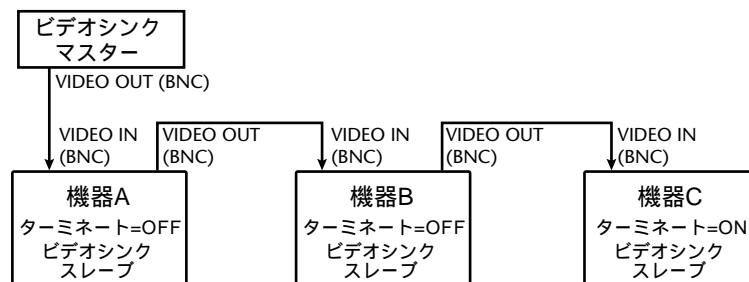 ビデオシンク
マスター
VIDEO OUT (BNC)
VIDEO IN
(BNC)
VIDEO OUT
(BNC)
VIDEO IN
(BNC)
VIDEO OUT
(BNC)
VIDEO IN
(BNC)
機器A
ターミネート=OFF
ビデオシンク
スレーブ
機器B
ターミネート=OFF
ビデオシンク
スレーブ
機器C
ターミネート=ON
ビデオシンク
スレーブ